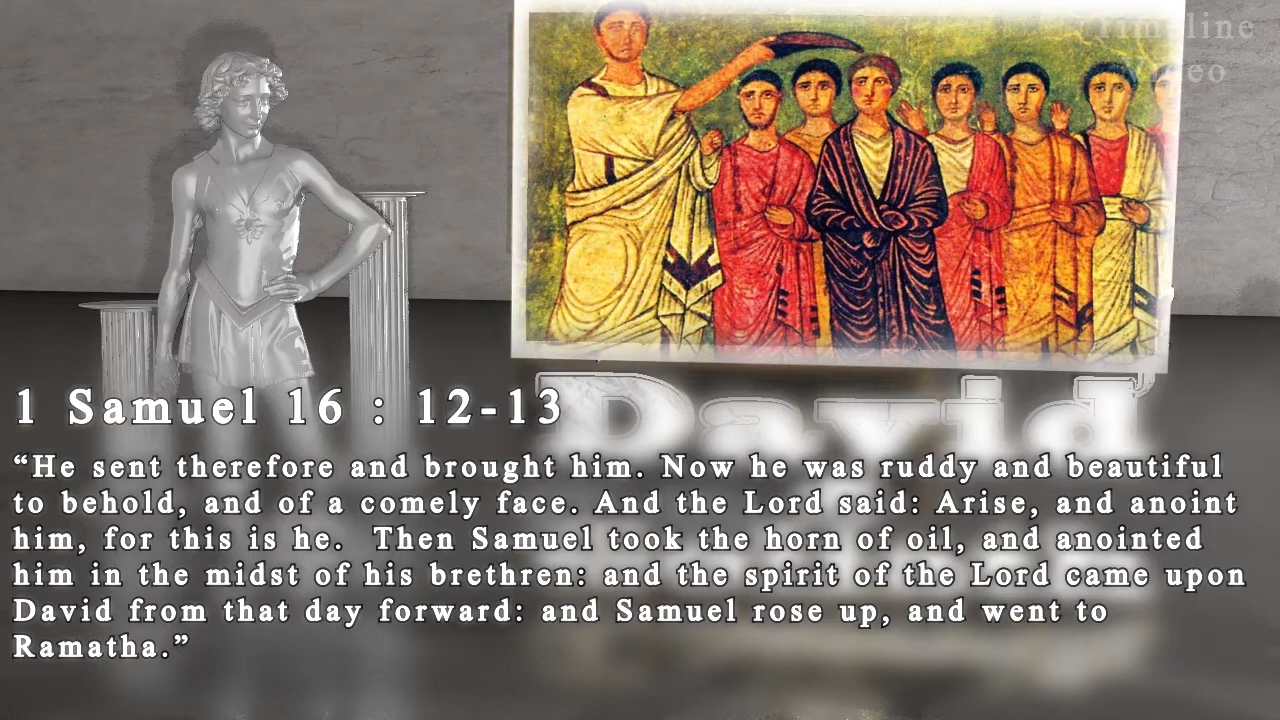 Timeline
Video
David
1 Samuel 16 : 12-13
“He sent therefore and brought him. Now he was ruddy and beautiful
to behold, and of a comely face. And the Lord said: Arise, and anoint
him, for this is he.  Then Samuel took the horn of oil, and anointed
him in the midst of his brethren: and the spirit of the Lord came upon
David from that day forward: and Samuel rose up, and went to
Ramatha.”